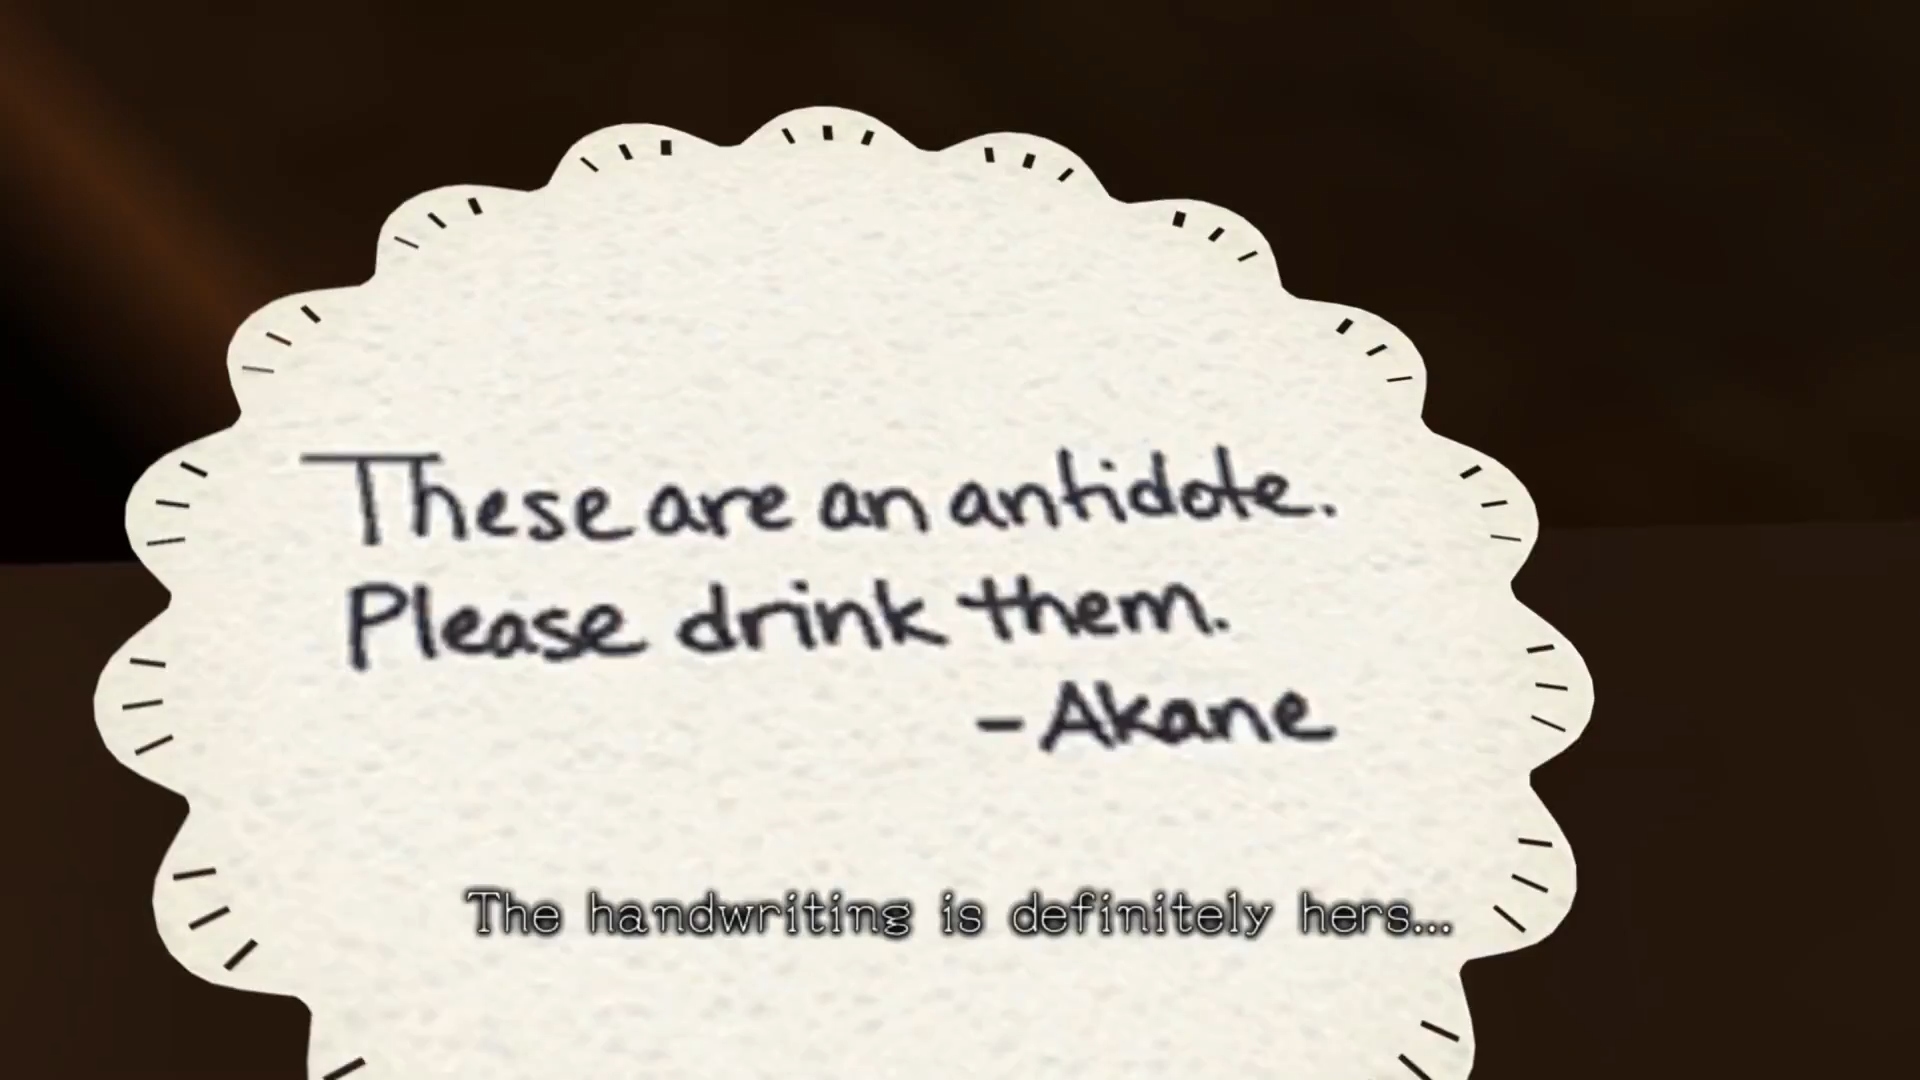 These are an antidote.
Please drink them.
-Akane
The handwriting is definitely hers...